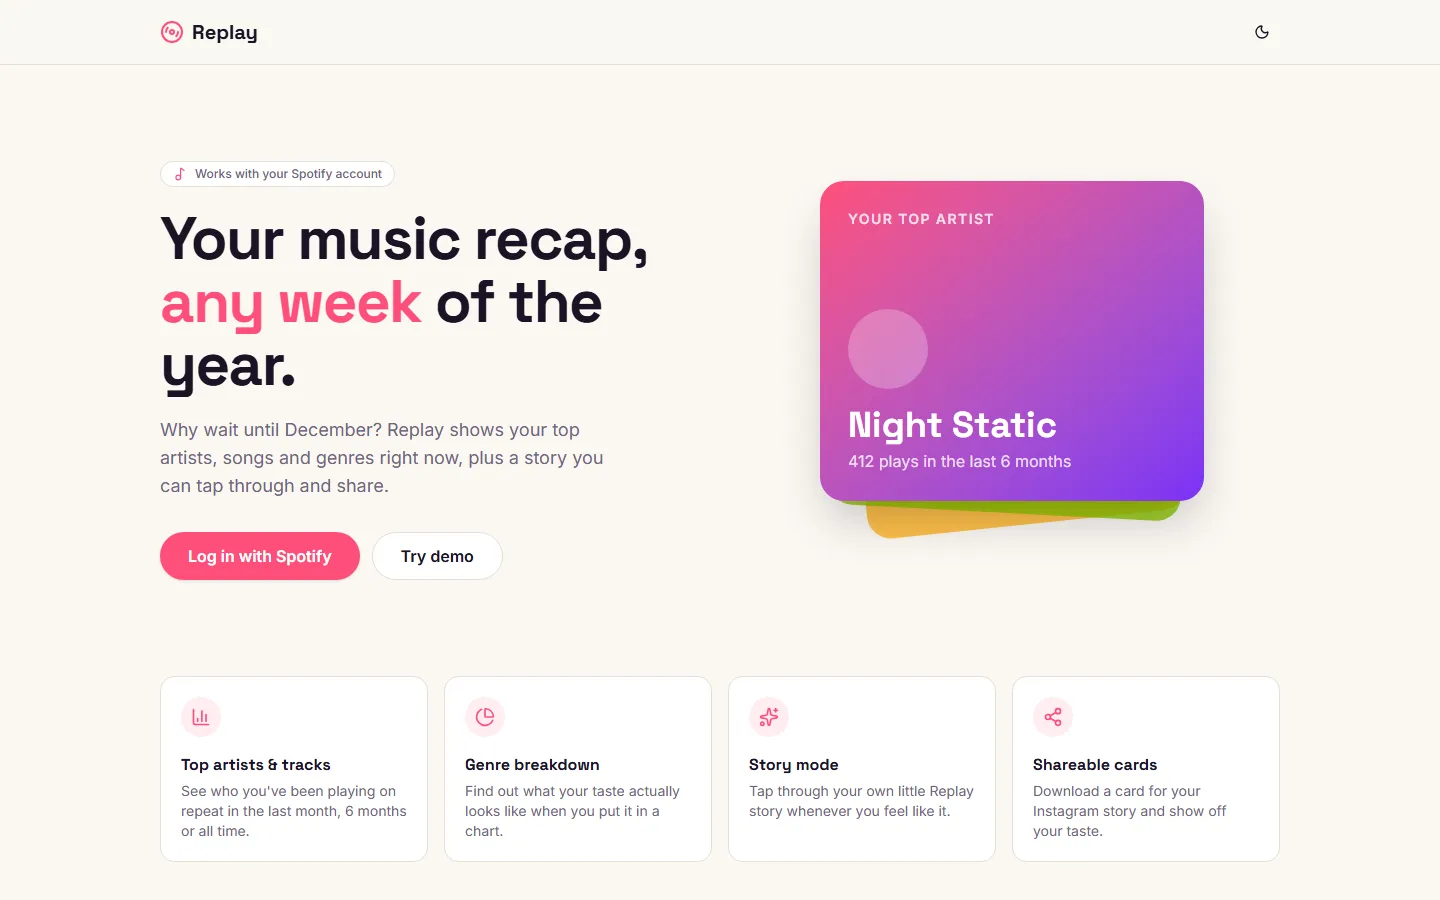 Replay
Works with your Spotify account
Your music recap,
any week of the
year.
Why wait until December? Replay shows your top
artists, songs and genres right now, plus a story you
can tap through and share.
Log in with Spotify
Try demo
YOUR TOP ARTIST
Night Static
412 plays in the last 6 months
Top artists & tracks
See who you've been playing on
repeat in the last month, 6 months
or all time.
Genre breakdown
Find out what your taste actually
looks like when you put it in a
chart.
Story mode
Tap through your own little Replay
story whenever you feel like it.
Shareable cards
Download a card for your
Instagram story and show off
your taste.